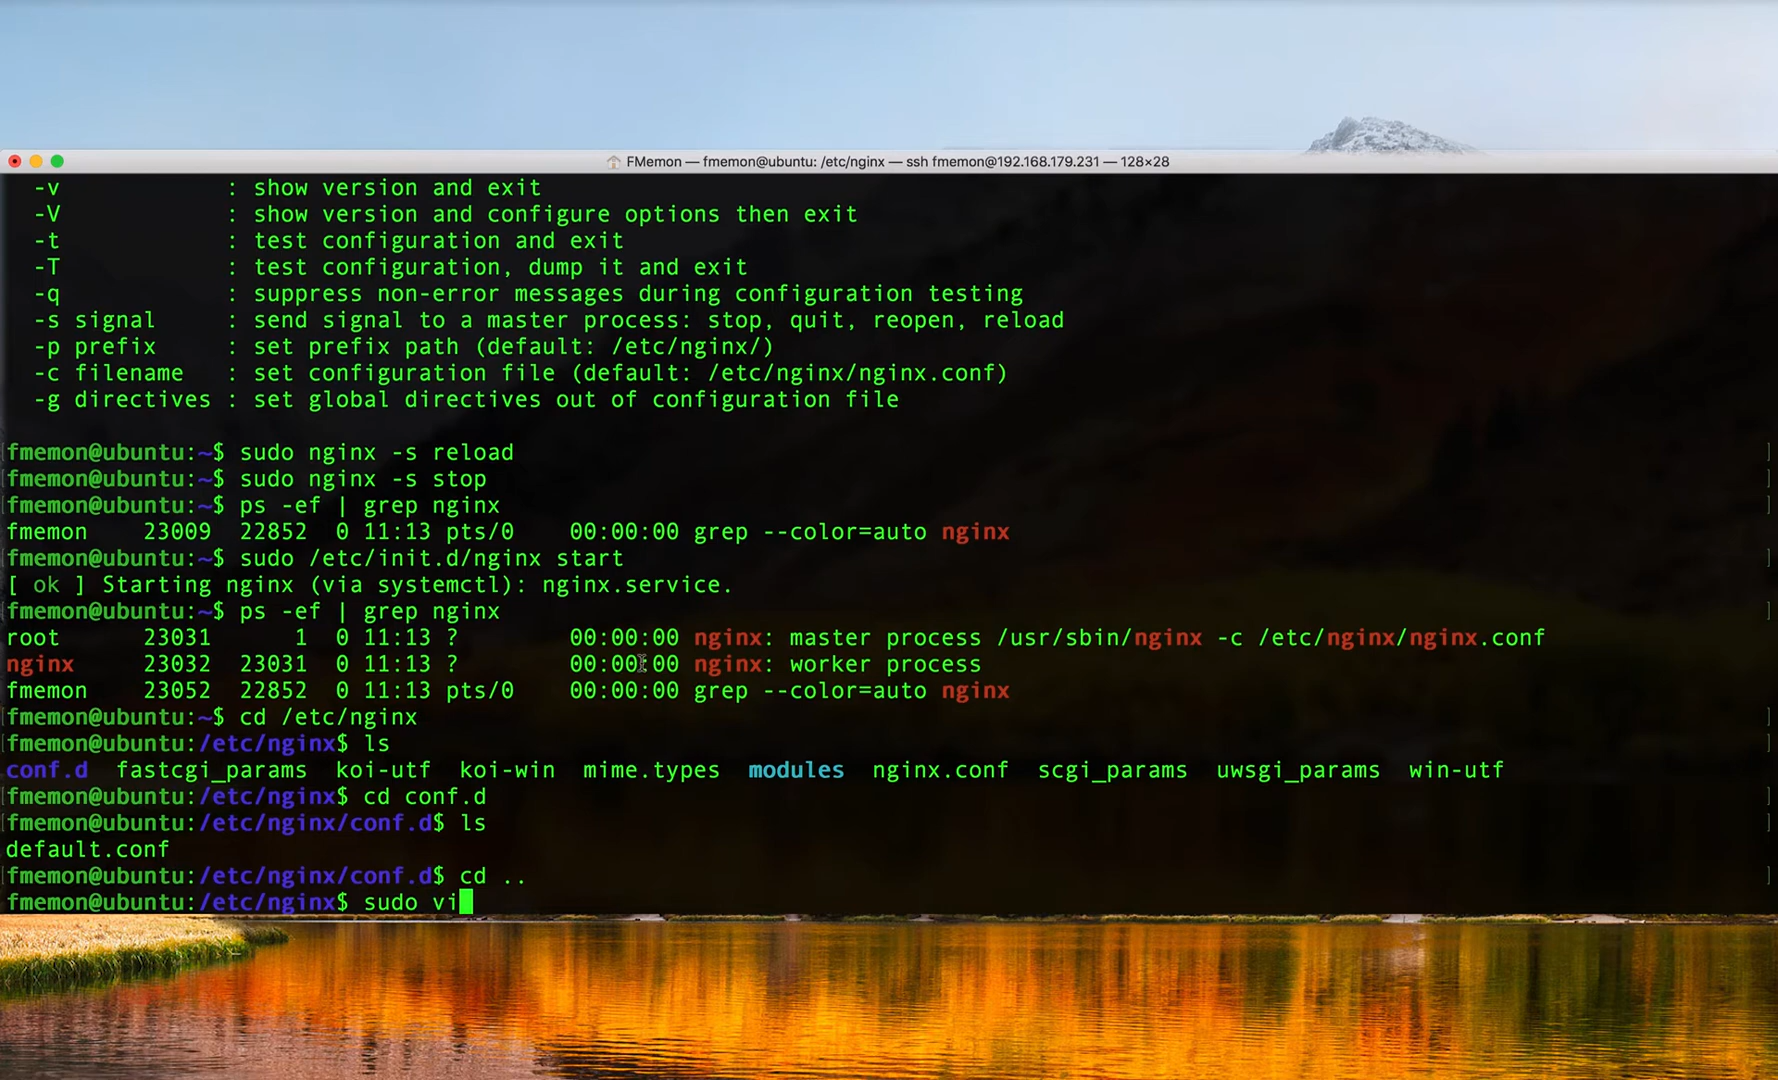 FMemon — fmemon@ubuntu: /etc/nginx — ssh fmemon@192.168.179.231 — 128×28
-v : show version and exit
-V : show version and configure options then exit
-t : test configuration and exit
-T : test configuration, dump it and exit
-q : suppress non-error messages during configuration testing
-s signal : send signal to a master process: stop, quit, reopen, reload
-p prefix : set prefix path (default: /etc/nginx/)
-c filename : set configuration file (default: /etc/nginx/nginx.conf)
-g directives : set global directives out of configuration file
fmemon@ubuntu:~$ sudo nginx -s reload
fmemon@ubuntu:~$ sudo nginx -s stop
fmemon@ubuntu:~$ ps -ef | grep nginx
fmemon 23009 22852 0 11:13 pts/0 00:00:00 grep --color=auto nginx
fmemon@ubuntu:~$ sudo /etc/init.d/nginx start
[ ok ] Starting nginx (via systemctl): nginx.service.
fmemon@ubuntu:~$ ps -ef | grep nginx
root 23031 1 0 11:13 ? 00:00:00 nginx: master process /usr/sbin/nginx -c /etc/nginx/nginx.conf
nginx 23032 23031 0 11:13 ? 00:00:00 nginx: worker process
fmemon 23052 22852 0 11:13 pts/0 00:00:00 grep --color=auto nginx
fmemon@ubuntu:~$ cd /etc/nginx
fmemon@ubuntu:/etc/nginx$ ls
conf.d fastcgi_params koi-utf koi-win mime.types modules nginx.conf scgi_params uwsgi_params win-utf
fmemon@ubuntu:/etc/nginx$ cd conf.d
fmemon@ubuntu:/etc/nginx/conf.d$ ls
default.conf
fmemon@ubuntu:/etc/nginx/conf.d$ cd ..
fmemon@ubuntu:/etc/nginx$ sudo vi